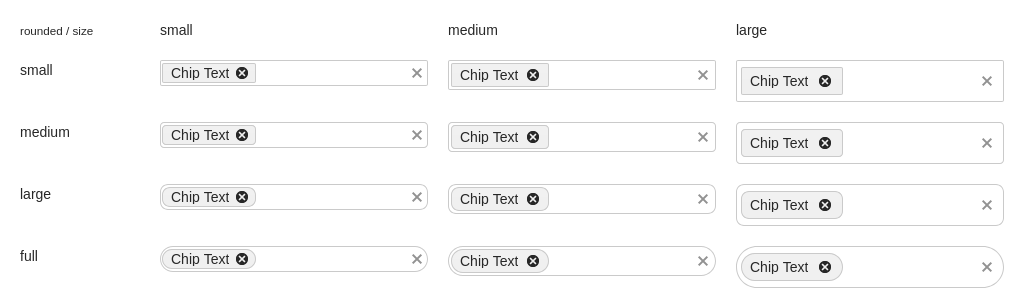 rounded / size small medium large
small Chip Text Chip Text Chip Text
medium Chip Text Chip Text Chip Text
large Chip Text Chip Text Chip Text
full Chip Text Chip Text Chip Text